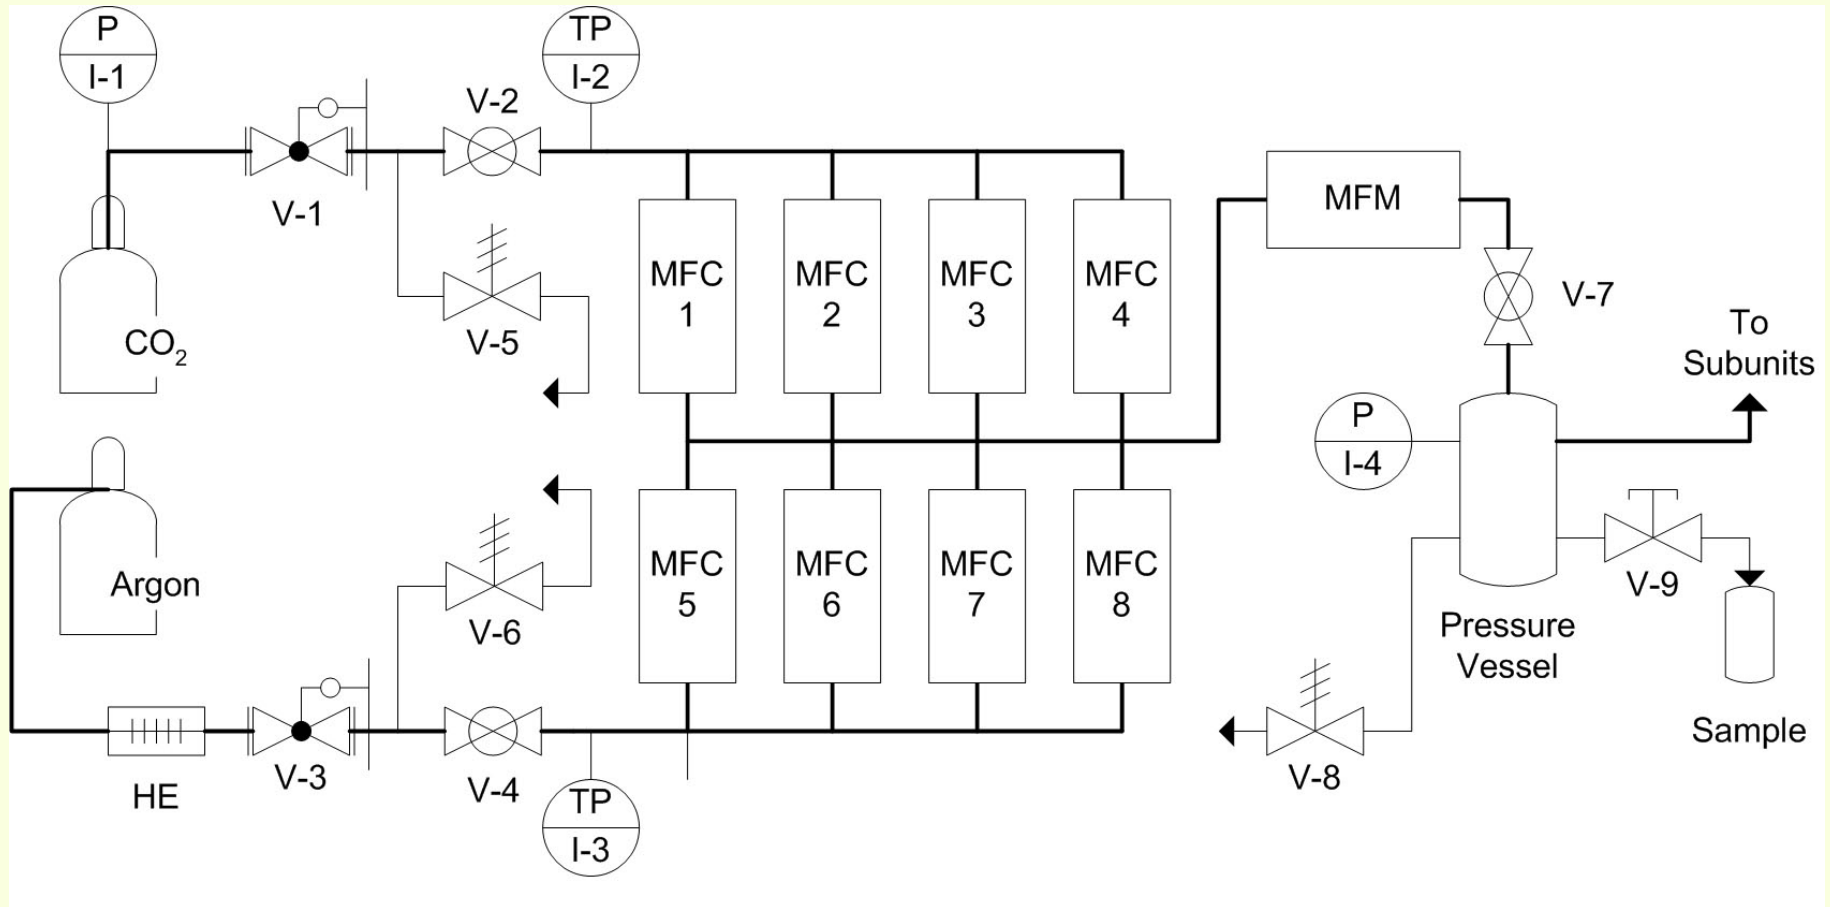 P
I-1
TP
I-2
V-2
V-1
CO₂
V-5
MFC
1
MFC
2
MFC
3
MFC
4
MFM
V-7
To
Subunits
P
I-4
Argon
V-6
MFC
5
MFC
6
MFC
7
MFC
8
V-9
Pressure
Vessel
Sample
HE
V-3
V-4
TP
I-3
V-8